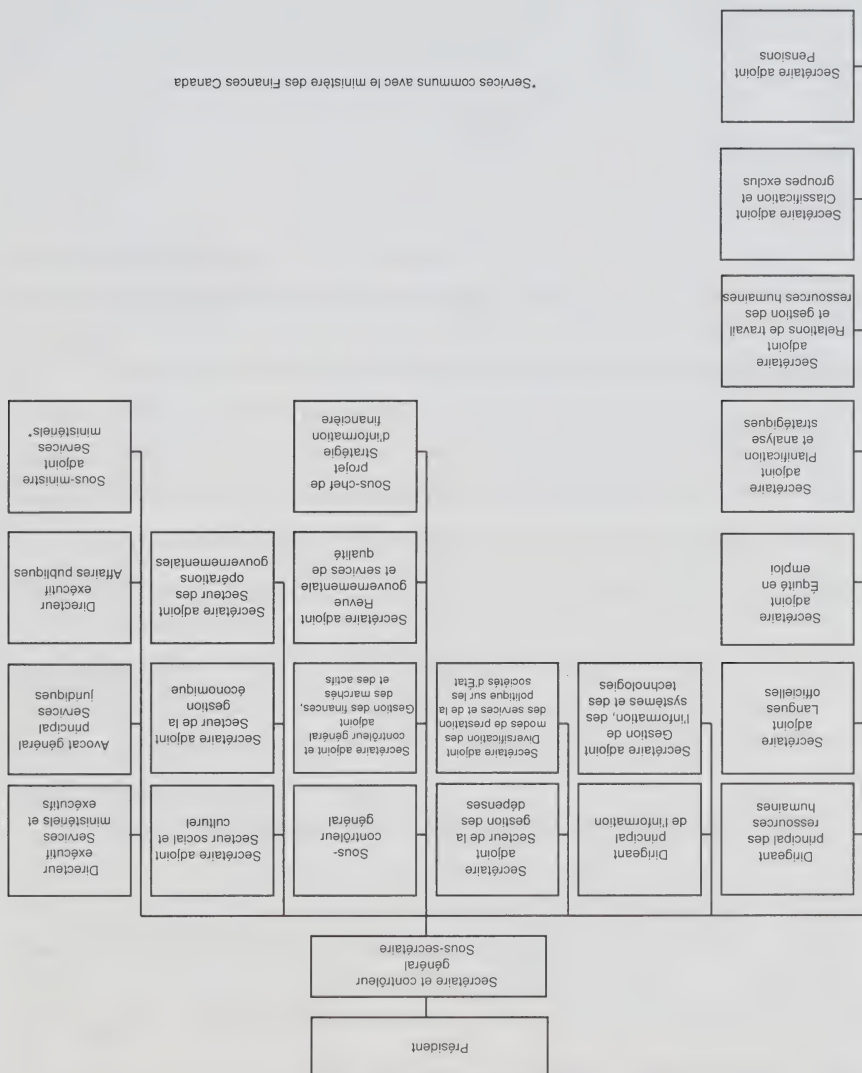 Président
Secrétaire et contrôleur
général
Sous-secrétaire
Dirigeant
principal des
ressources
humaines
Dirigeant
principal
de l'information
Secrétaire
adjoint
Secteur de la
gestion des
dépenses
Sous-
contrôleur
général
Secrétaire adjoint
Secteur social et
culturel
Directeur
exécutif
Services
ministériels et
exécutifs
Secrétaire
adjoint
Langues
officielles
Secrétaire adjoint
Gestion de
l'information, des
systèmes et des
technologies
Secrétaire adjoint
Diversification des
modes de prestation
des services et de la
politique sur les
sociétés d'État
Secrétaire adjoint et
contrôleur général
adjoint
Gestion des finances,
des marchés
et des actifs
Secrétaire adjoint
Secteur de la
gestion
économique
Avocat général
principal
Services
juridiques
Secrétaire
adjoint
Équité en
emploi
Secrétaire adjoint
Revue
gouvernementale
et services de
qualité
Secrétaire adjoint
Secteur des
opérations
gouvernementales
Directeur
exécutif
Affaires publiques
Secrétaire
adjoint
Planification
et analyse
stratégiques
Sous-chef de
projet
Stratégie
d'information
financière
Sous-ministre
adjoint
Services
ministériels*
Secrétaire
adjoint
Relations de travail
et gestion des
ressources humaines
Secrétaire adjoint
Classification et
groupes exclus
Secrétaire adjoint
Pensions
*Services communs avec le ministère des Finances Canada